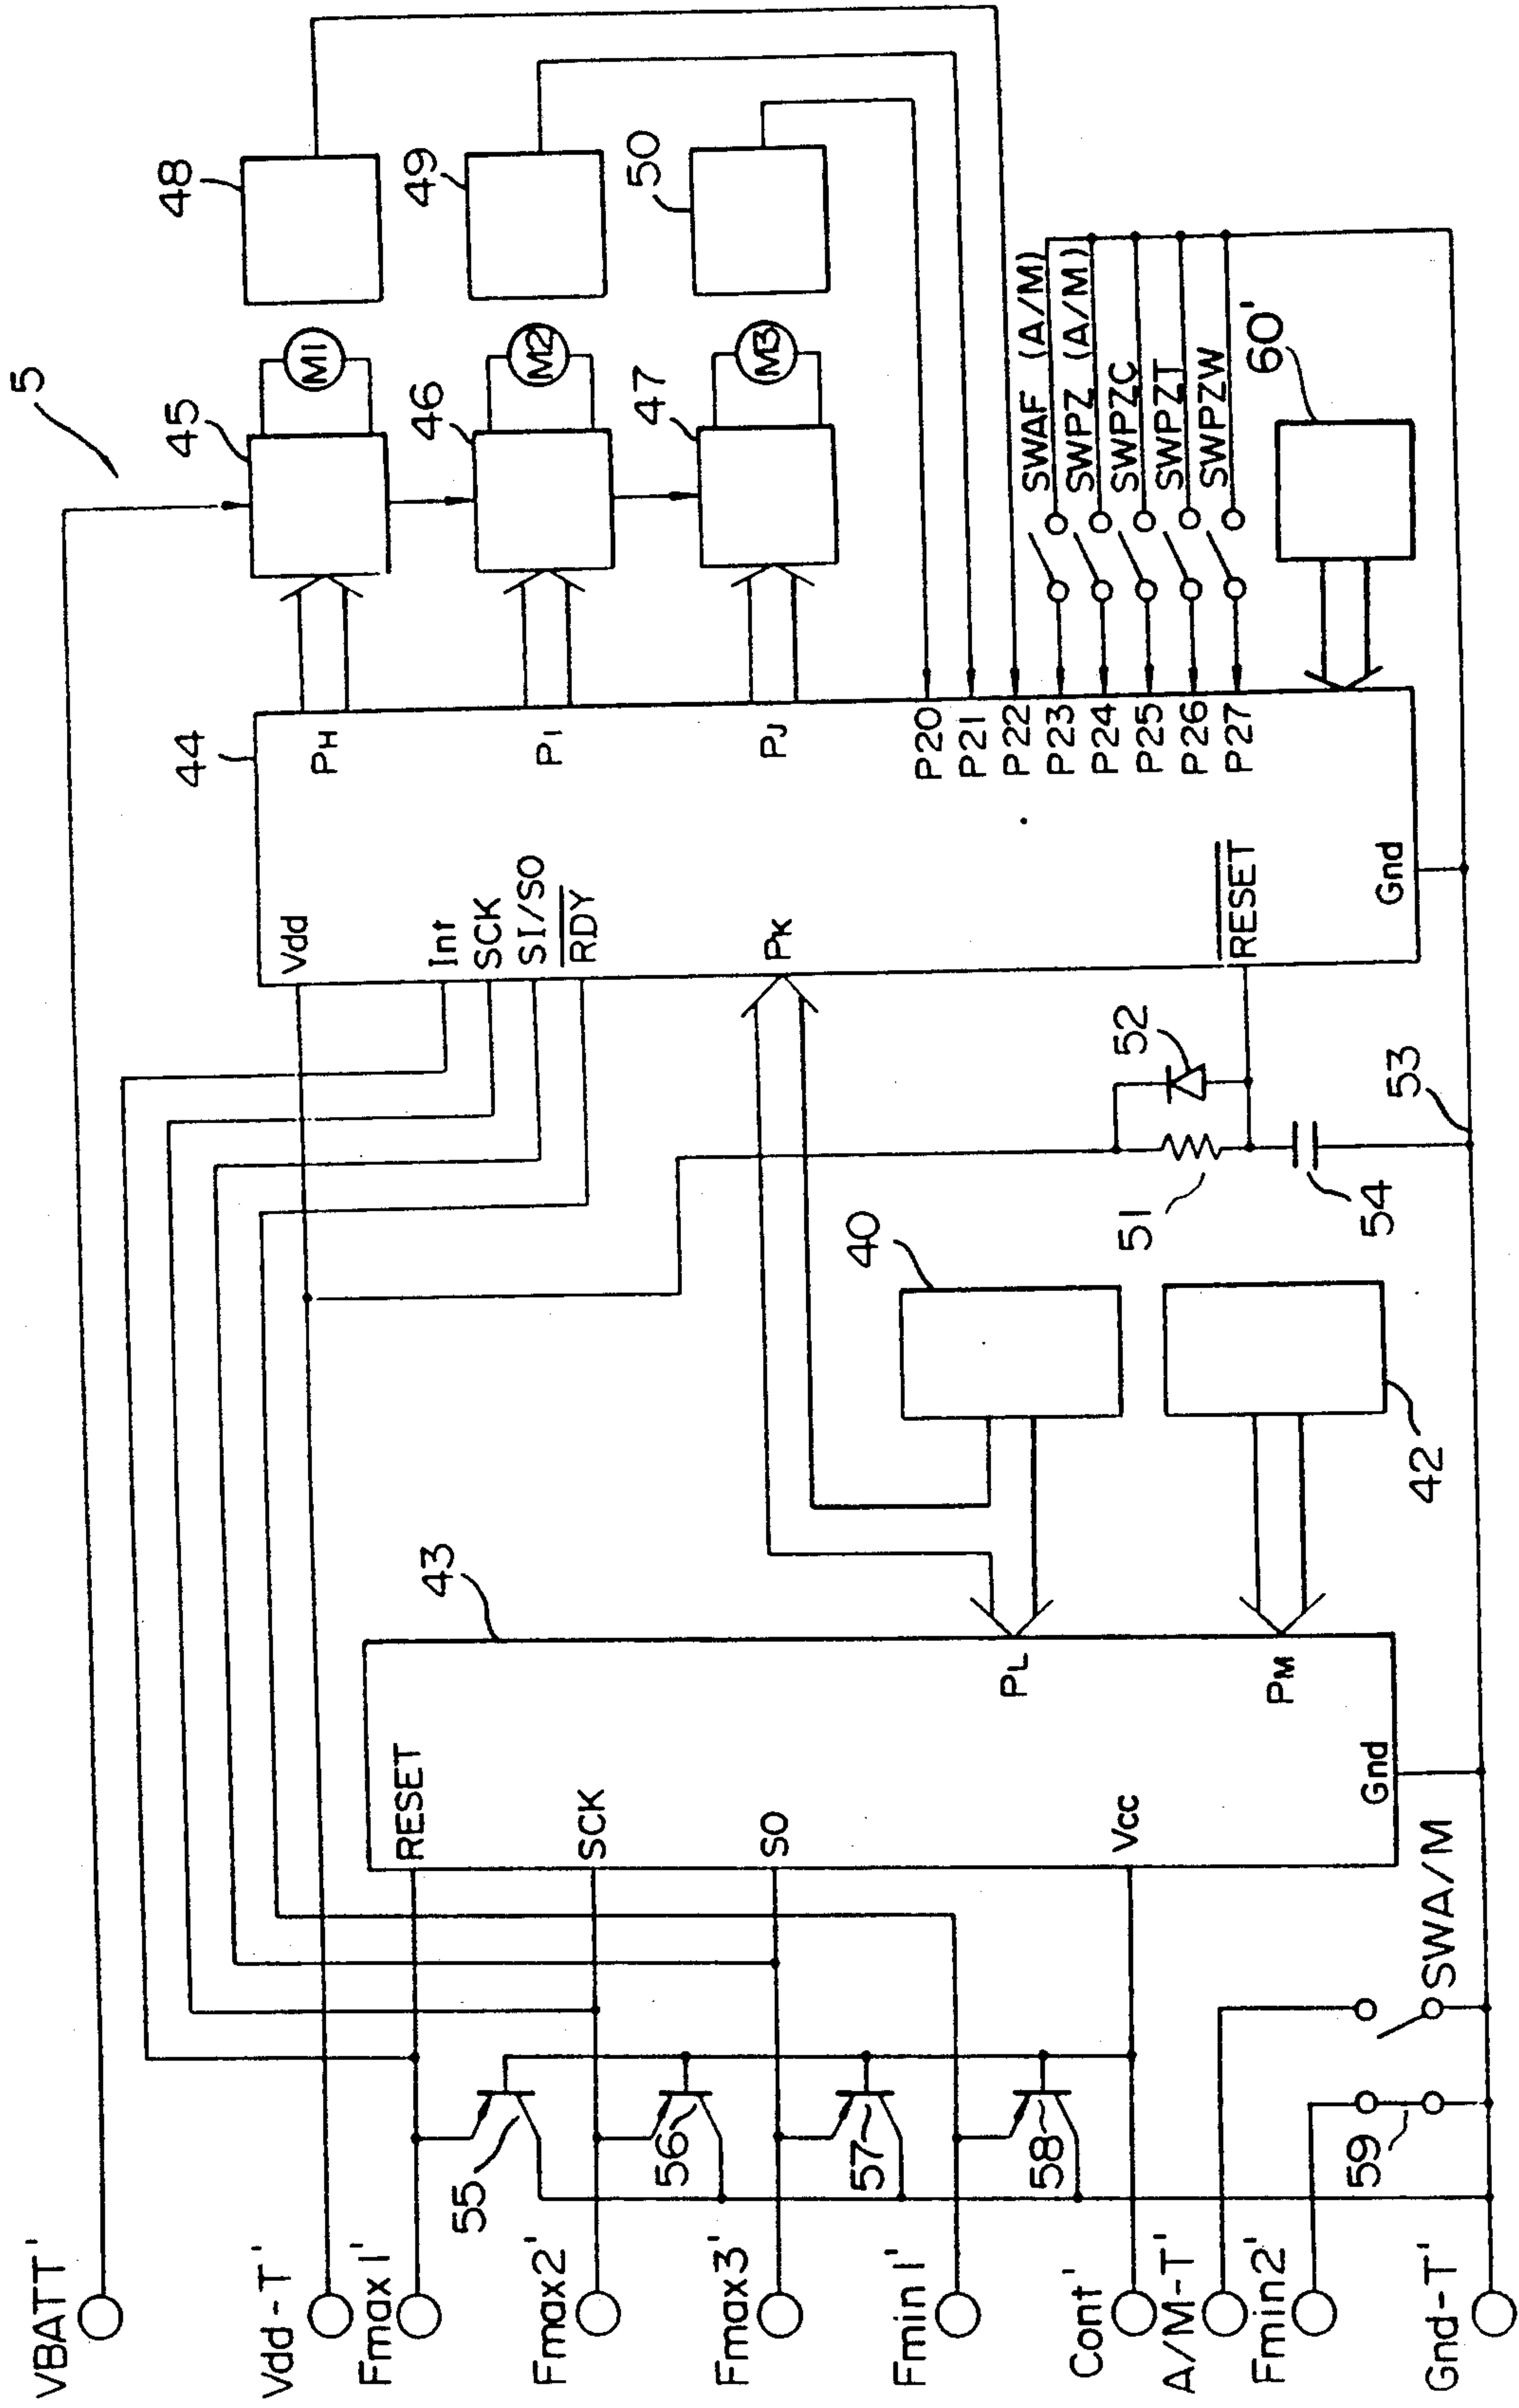 5
VBATT'
Vdd-T'
Fmax1'
Fmax2'
Fmax3'
Fmin1'
Cont'
A/M-T'
Fmin2'
Gnd-T'
55
56
57
58
59
SWA/M
43
RESET
SCK
SO
Vcc
PL
PM
Gnd
40
42
51
52
53
54
44
Vdd
Int
SCK
SI/SO
RDY
PK
RESET
Gnd
PH
PI
PJ
P20
P21
P22
P23
P24
P25
P26
P27
45
46
47
M1
M2
M3
48
49
50
SWAF (A/M)
SWPZ (A/M)
SWPZC
SWPZT
SWPZW
60'